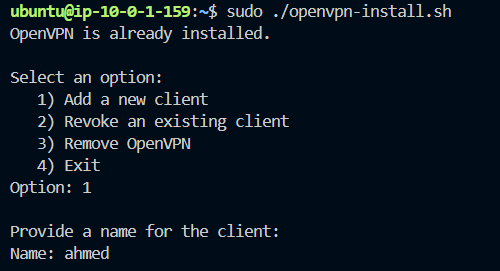 ubuntu@ip-10-0-1-159:~$ sudo ./openvpn-install.sh
OpenVPN is already installed.
Select an option:
1) Add a new client
2) Revoke an existing client
3) Remove OpenVPN
4) Exit
Option: 1
Provide a name for the client:
Name: ahmed